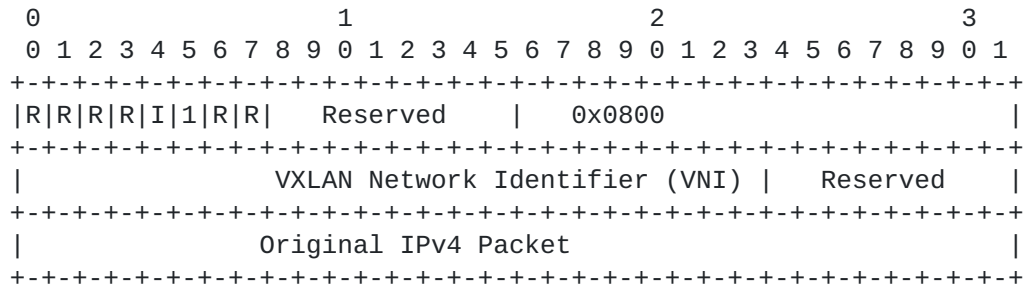 0                   1                   2                   3
 0 1 2 3 4 5 6 7 8 9 0 1 2 3 4 5 6 7 8 9 0 1 2 3 4 5 6 7 8 9 0 1
+-+-+-+-+-+-+-+-+-+-+-+-+-+-+-+-+-+-+-+-+-+-+-+-+-+-+-+-+-+-+-+-+
|R|R|R|R|I|1|R|R|   Reserved    |   0x0800                      |
+-+-+-+-+-+-+-+-+-+-+-+-+-+-+-+-+-+-+-+-+-+-+-+-+-+-+-+-+-+-+-+-+
|                VXLAN Network Identifier (VNI) |   Reserved    |
+-+-+-+-+-+-+-+-+-+-+-+-+-+-+-+-+-+-+-+-+-+-+-+-+-+-+-+-+-+-+-+-+
|               Original IPv4 Packet                            |
+-+-+-+-+-+-+-+-+-+-+-+-+-+-+-+-+-+-+-+-+-+-+-+-+-+-+-+-+-+-+-+-+